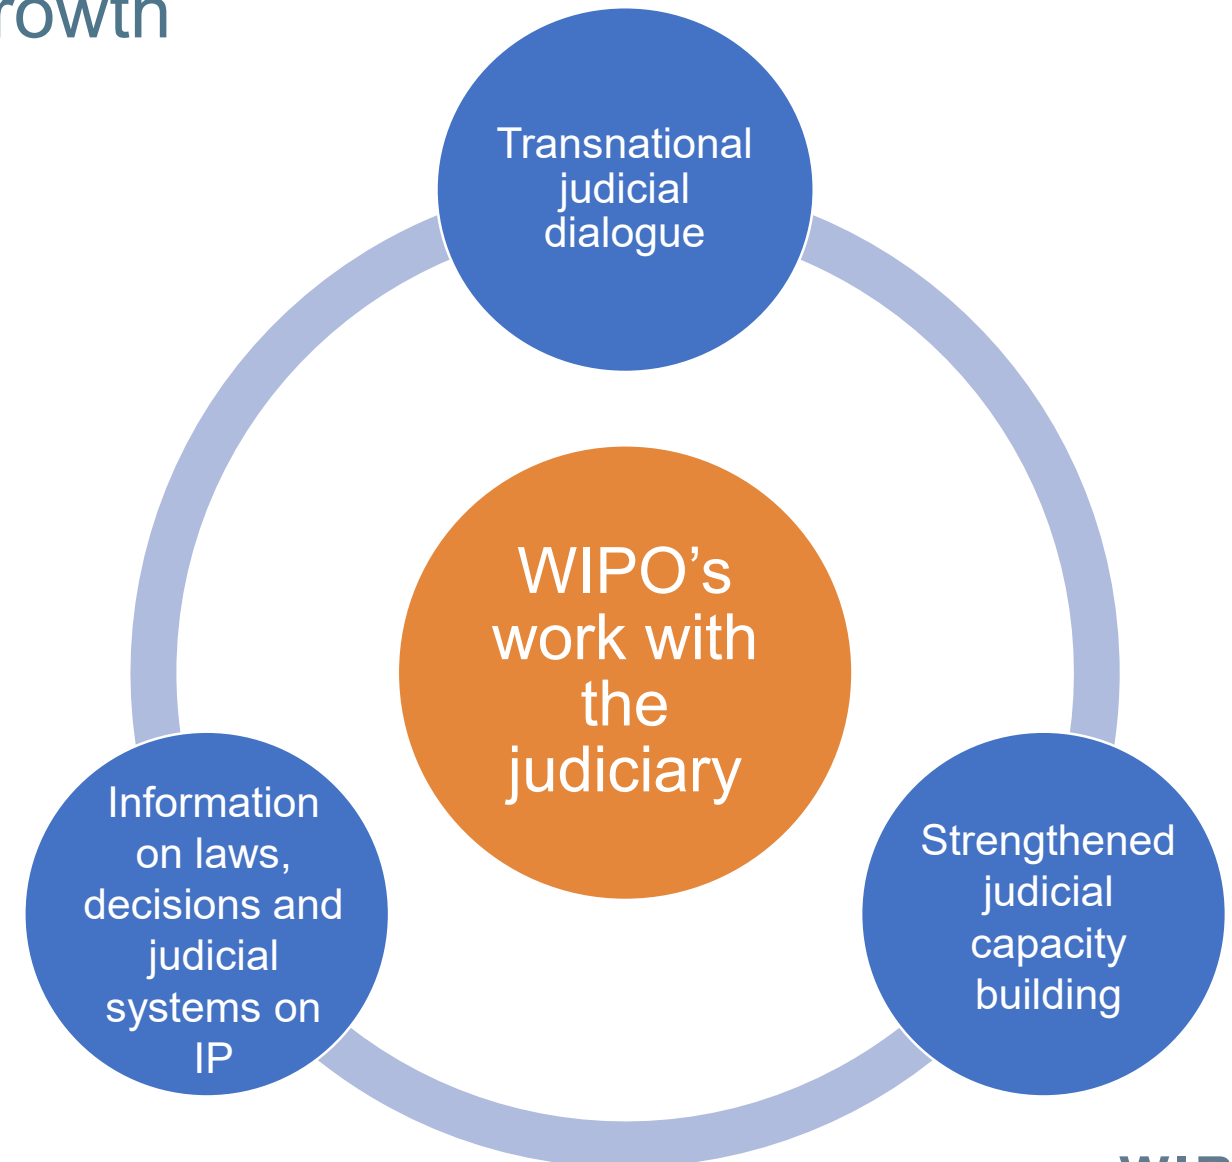 rowth
Transnational
judicial
dialogue
WIPO’s
work with
the
judiciary
Information
on laws,
decisions and
judicial
systems on
IP
Strengthened
judicial
capacity
building